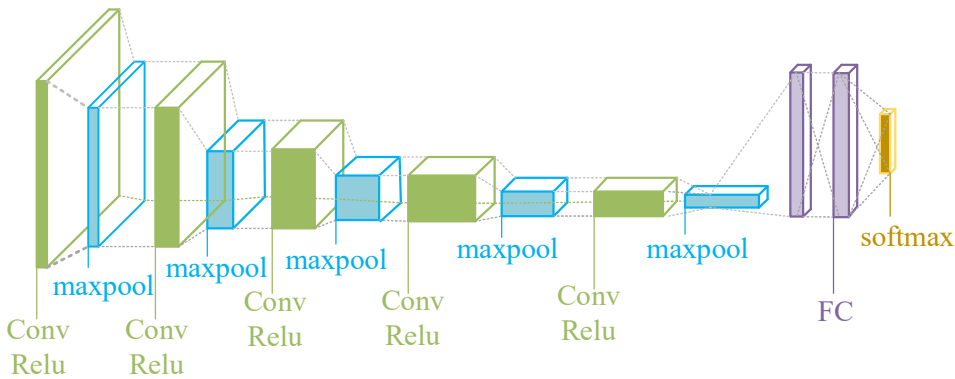 Conv
Relu
maxpool
Conv
Relu
maxpool
Conv
Relu
maxpool
Conv
Relu
maxpool
Conv
Relu
maxpool
FC
softmax